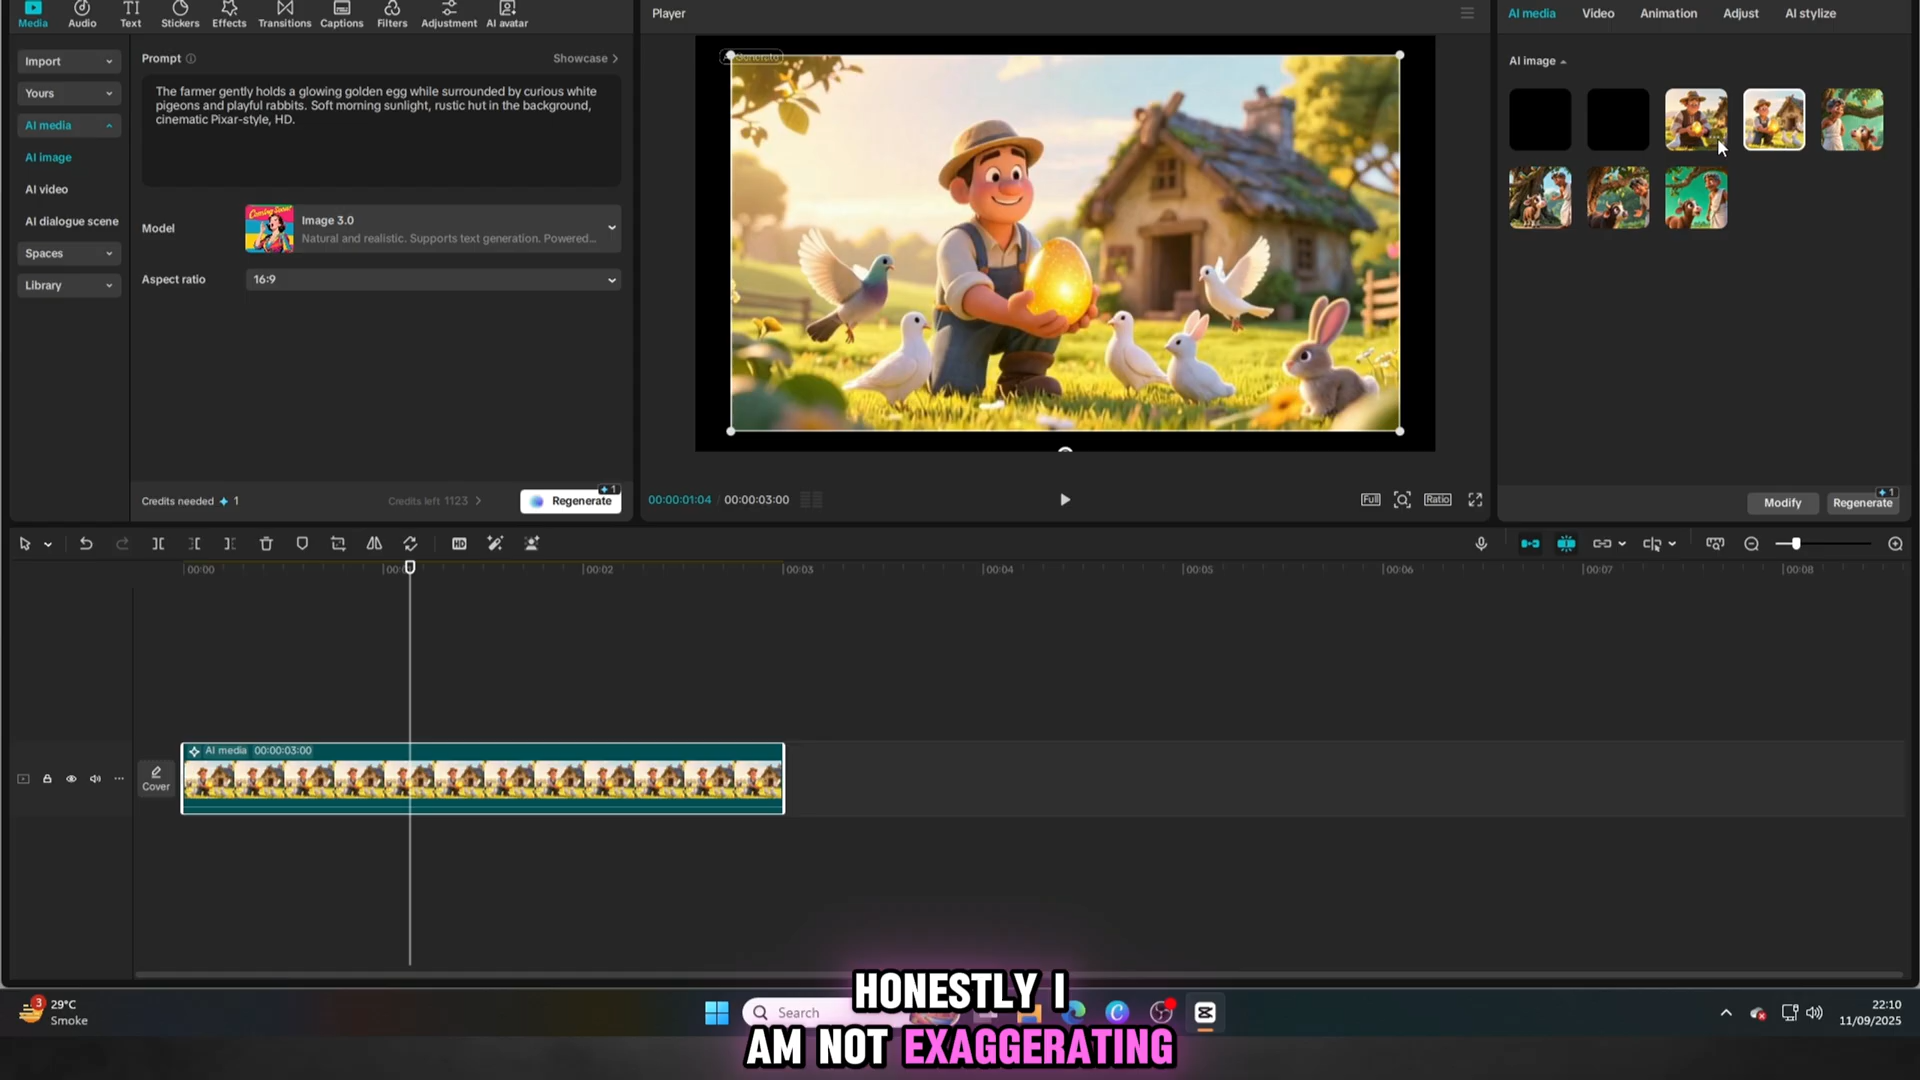 Media
Audio
Text
Stickers
Effects
Transitions
Captions
Filters
Adjustment
AI avatar
Import
Yours
AI media
AI image
AI video
AI dialogue scene
Spaces
Library
Prompt
Showcase
The farmer gently holds a glowing golden egg while surrounded by curious white
pigeons and playful rabbits. Soft morning sunlight, rustic hut in the background,
cinematic Pixar-style, HD.
Model
Image 3.0
Natural and realistic. Supports text generation. Powered...
Aspect ratio
16:9
Credits needed 1
Credits left 1123
Regenerate
1
Player
00:00:01:04 / 00:00:03:00
Full
Ratio
AI media
Video
Animation
Adjust
AI stylize
AI image
Modify
Regenerate
1
HD
00:00
00:02
00:03
00:04
00:05
00:06
00:07
00:08
Cover
AI media 00:00:03:00
3
29°C
Smoke
Search
22:10
11/09/2025
HONESTLY I
AM NOT EXAGGERATING